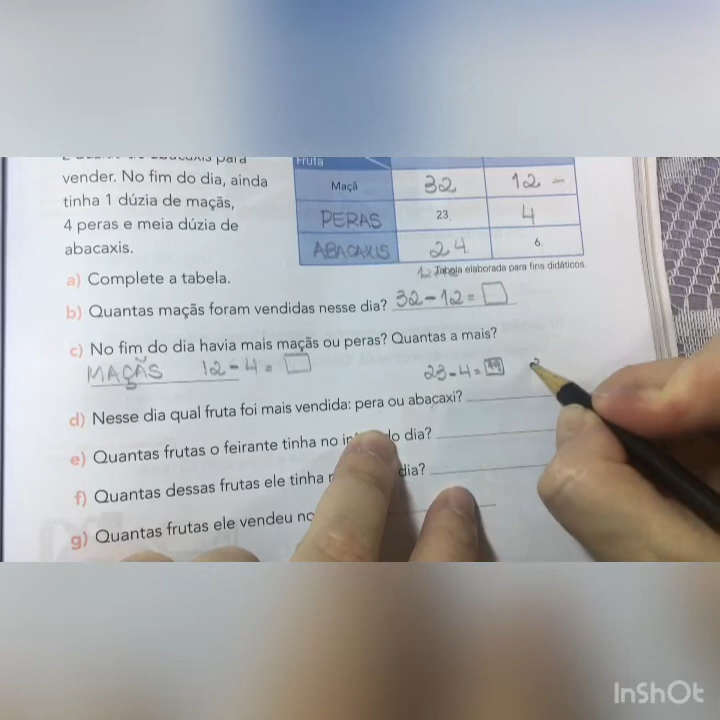 para
vender. No fim do dia, ainda
tinha 1 dúzia de maçãs,
4 peras e meia dúzia de
abacaxis.
Fruta
Maçã 32 12 -
PERAS 23 4
ABACAXIS 24 6
Tabela elaborada para fins didáticos.
a) Complete a tabela.
b) Quantas maçãs foram vendidas nesse dia? 32-12=
c) No fim do dia havia mais maçãs ou peras? Quantas a mais?
MAÇÃS 12-4=
23-4=19
d) Nesse dia qual fruta foi mais vendida: pera ou abacaxi?
e) Quantas frutas o feirante tinha no do dia?
f) Quantas dessas frutas ele tinha dia?
g) Quantas frutas ele vendeu
InShOt